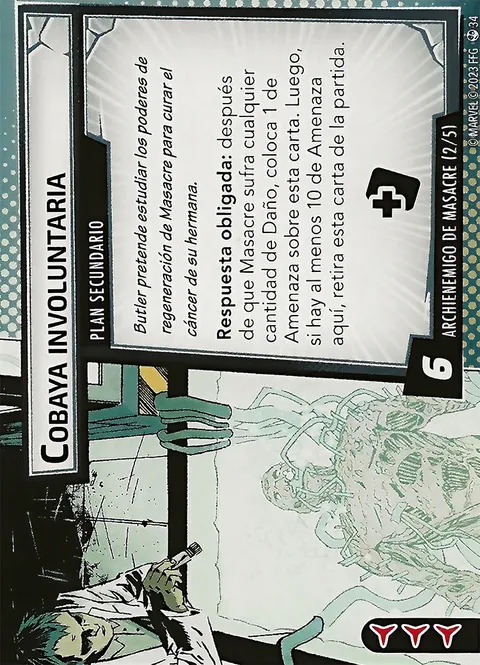 COBAYA INVOLUNTARIA
PLAN SECUNDARIO
Butler pretende estudiar los poderes de
regeneración de Masacre para curar el
cáncer de su hermana.
Respuesta obligada: después
de que Masacre sufra cualquier
cantidad de Daño, coloca 1 de
Amenaza sobre esta carta. Luego,
si hay al menos 10 de Amenaza
aquí, retira esta carta de la partida.
6
ARCHIENEMIGO DE MASACRE (2/5)
© MARVEL © 2023 FFG 34